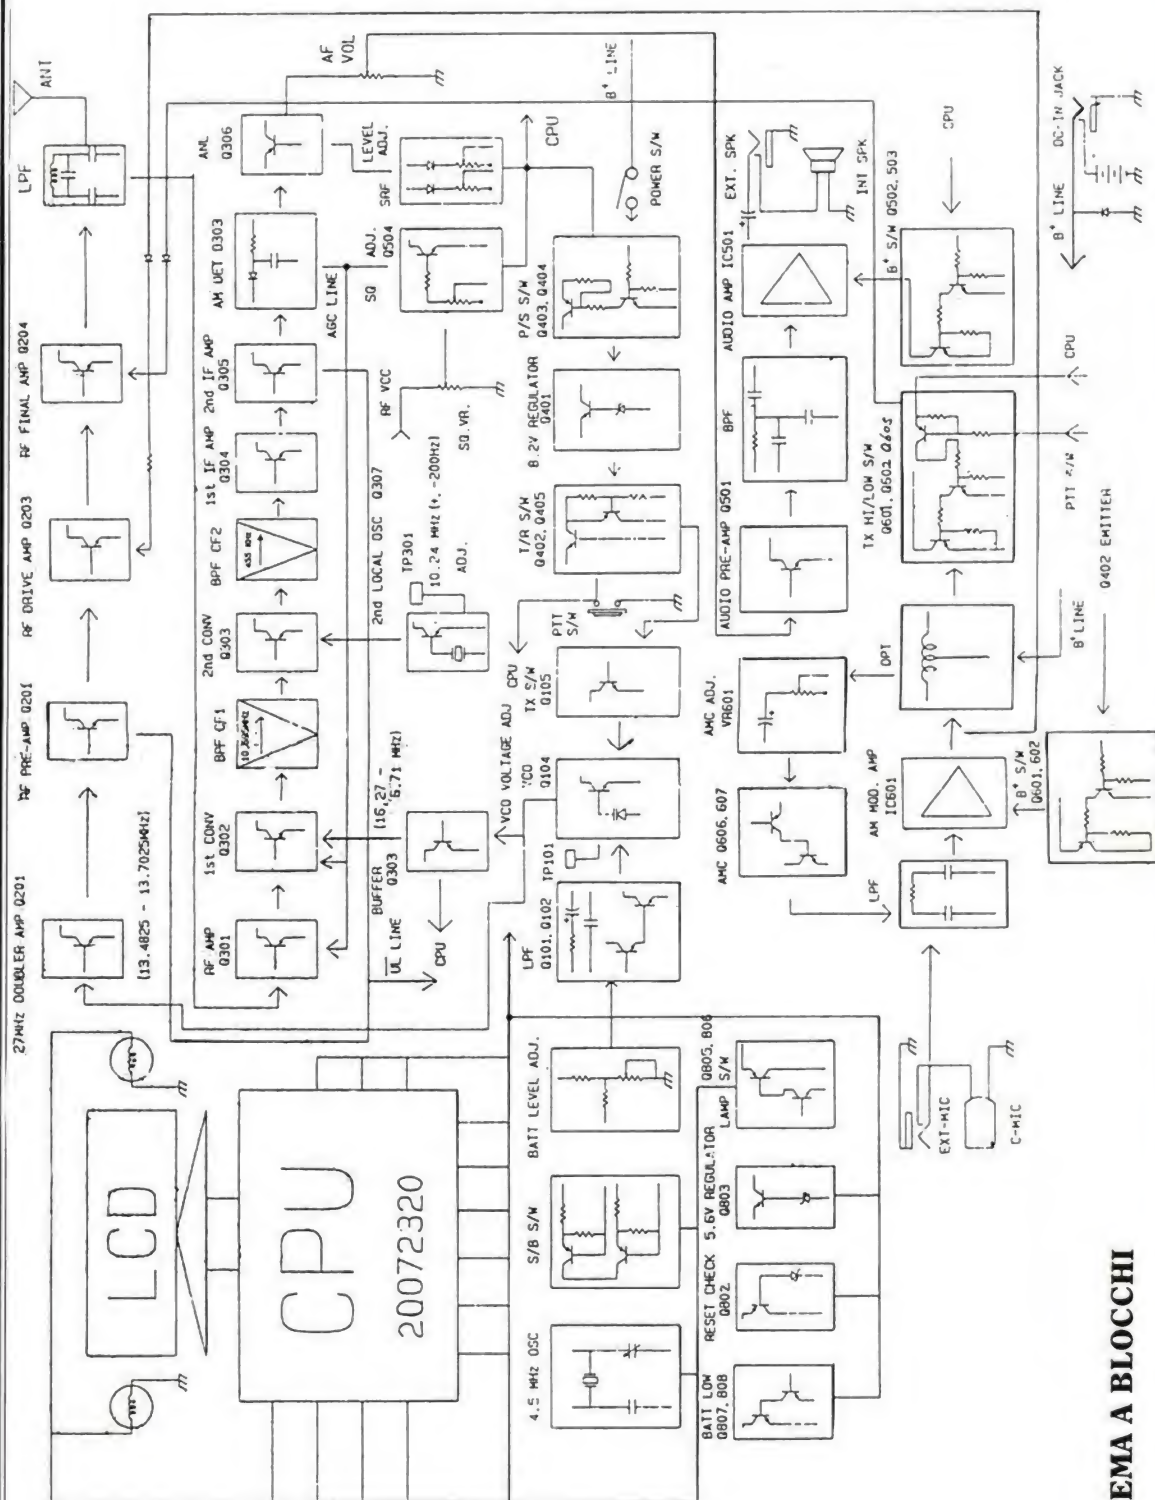 27MHz DOUBLER AMP.Q201
RF PRE-AMP.Q201
RF DRIVE AMP Q203
RF FINAL AMP Q204
LPF
ANT
(13.4825 - 13.7025MHz)
RF AMP
Q301
1st CONV
Q302
BPF CF1
2nd CONV
Q303
BPF CF2
455 KHz
1st IF AMP
Q304
2nd IF AMP
Q305
AM DET D303
ANL
Q306
AF
VOL
AGC LINE
LEVEL
ADJ.
SRF
SQ
ADJ.
Q504
CPU
B+ LINE
POWER S/W
UL LINE
BUFFER
Q303
CPU
(16.27 -
VCO VOLTAGE ADJ
2nd LOCAL OSC Q307
TP301
10.24 MHz (+, -200Hz)
ADJ.
RF VCC
SQ.VR.
LPF
Q101, Q102
TP101
VCO
Q104
TX S/W
Q105
CPU
PTT
S/W
T/R S/W
Q402, Q405
8.2V REGULATOR
Q401
P/S S/W
Q403, Q404
LCD
CPU
20072320
4.5 MHz OSC
S/B S/W
BATT LEVEL ADJ.
BATT LOW
Q807, 808
RESET CHECK
Q802
5.6V REGULATOR
Q803
LAMP S/W
Q805, 806
AMC Q606, 607
AMC ADJ.
VR601
AUDIO PRE-AMP Q501
BPF
AUDIO AMP IC501
EXT. SPK
INT SPK
EXT-MIC
C-MIC
LPF
AM MOD. AMP
IC601
B+ S/W
Q601, 602
OPT
B+LINE
Q402 EMITTER
TX HI/LOW S/W
Q601, Q602 Q605
PTT S/W
CPU
B+ S/W Q502, 503
CPU
B+ LINE
DC-IN JACK
EMA A BLOCCHI